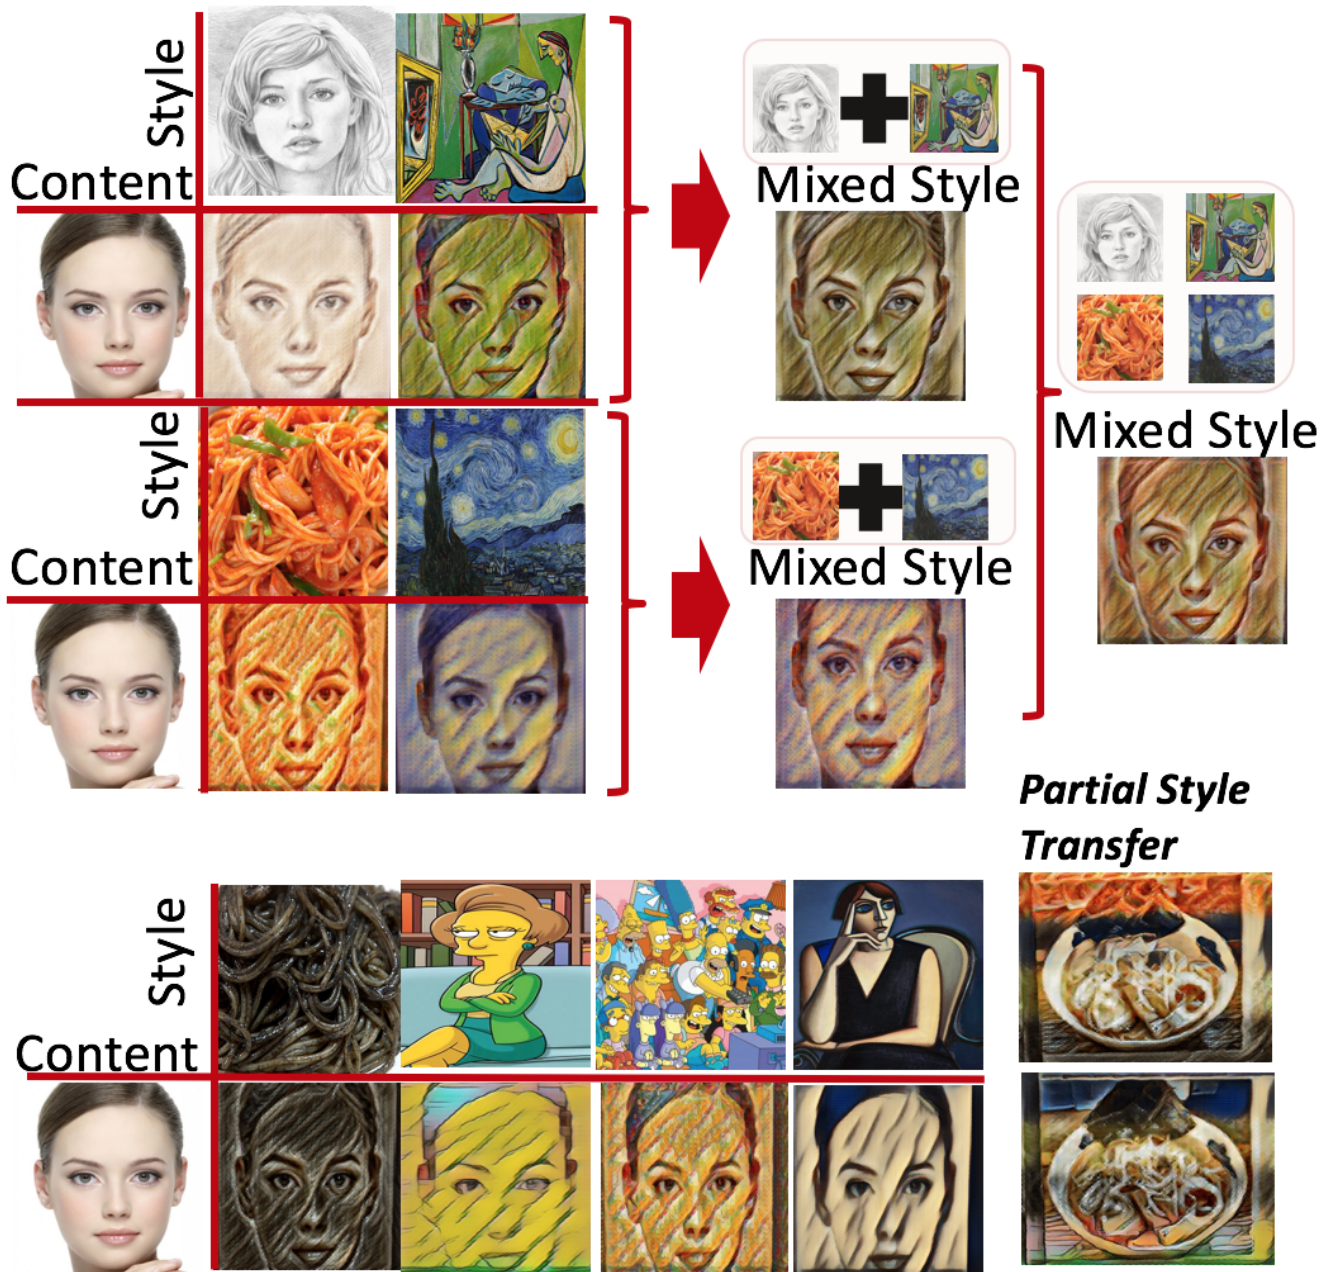 Style
Content
Mixed Style
Style
Content
Mixed Style
Mixed Style
Partial Style
Transfer
Style
Content